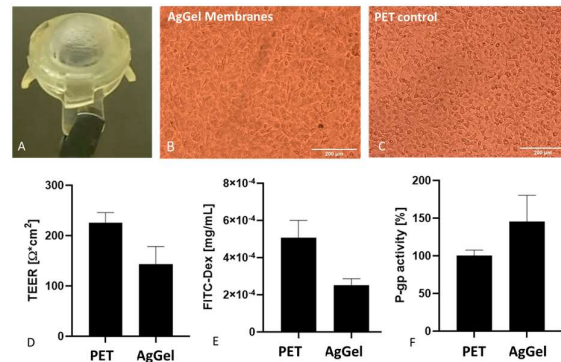 AgGel Membranes
PET control
A
B
200 µm
C
200 µm
TEER [Ω*cm²]
300
200
100
0
PET
AgGel
D
FITC-Dex [mg/mL]
8×10⁻⁴
6×10⁻⁴
4×10⁻⁴
2×10⁻⁴
0
PET
AgGel
E
P-gp activity [%]
200
150
100
50
0
PET
AgGel
F